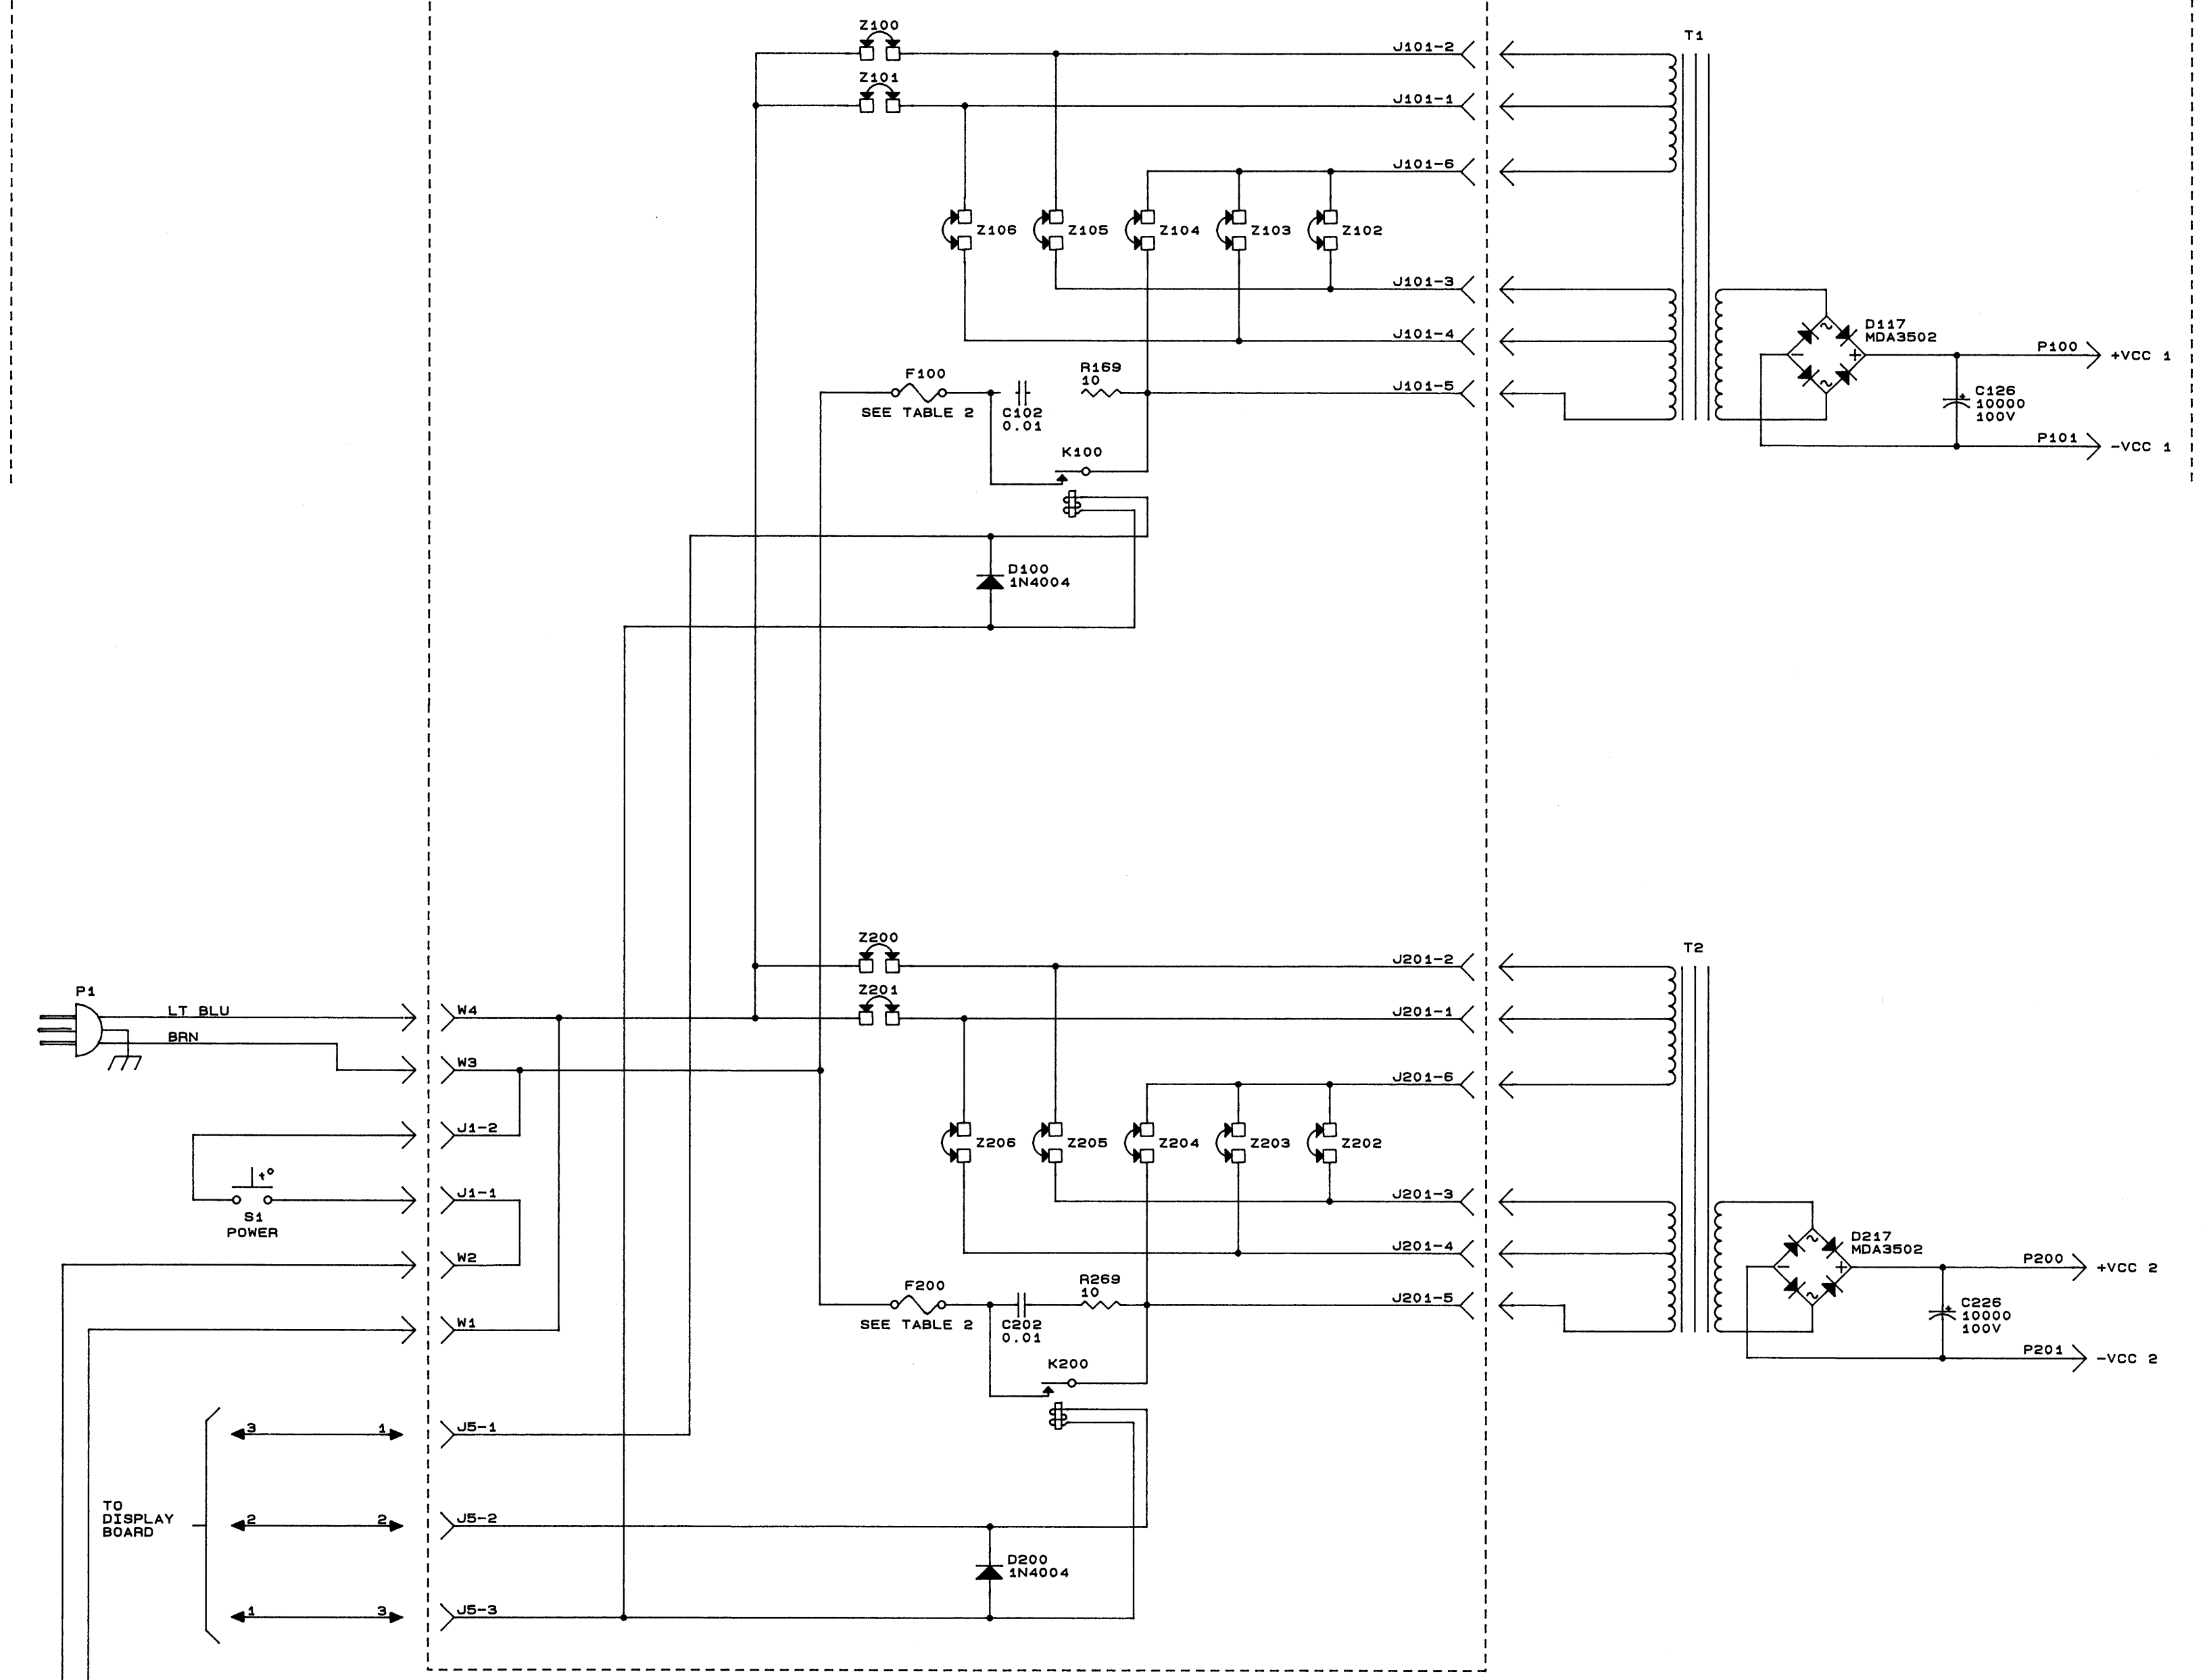 Z100
J101-2
T1
Z101
J101-1
J101-6
Z106
Z105
Z104
Z103
Z102
J101-3
J101-4
D117
MDA3502
P100
+VCC 1
F100
SEE TABLE 2
C102
0.01
R169
10
J101-5
C126
10000
100V
P101
-VCC 1
K100
D100
1N4004
Z200
J201-2
T2
P1
LT BLU
W4
Z201
J201-1
BRN
W3
J201-6
J1-2
Z206
Z205
Z204
Z203
Z202
t°
S1
POWER
J1-1
J201-3
W2
J201-4
D217
MDA3502
P200
+VCC 2
F200
SEE TABLE 2
C202
0.01
R269
10
J201-5
C226
10000
100V
P201
-VCC 2
W1
K200
3
1
J5-1
TO
DISPLAY
BOARD
2
2
J5-2
D200
1N4004
1
3
J5-3